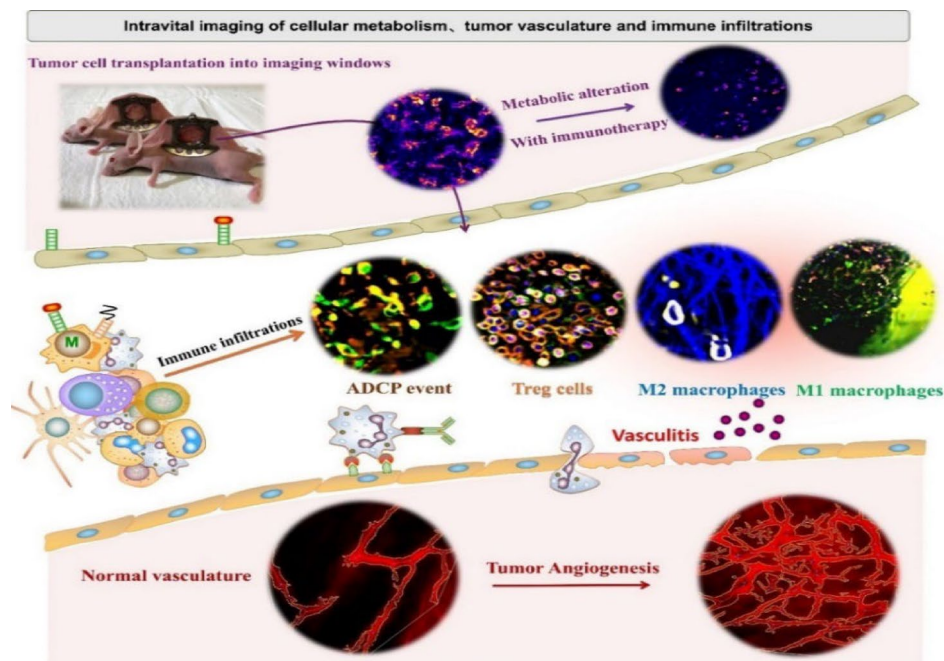 Intravital imaging of cellular metabolism、tumor vasculature and immune infiltrations
Tumor cell transplantation into imaging windows
Metabolic alteration
With immunotherapy
Immune infiltrations
M
ADCP event
Treg cells
M2 macrophages
M1 macrophages
Vasculitis
Normal vasculature
Tumor Angiogenesis